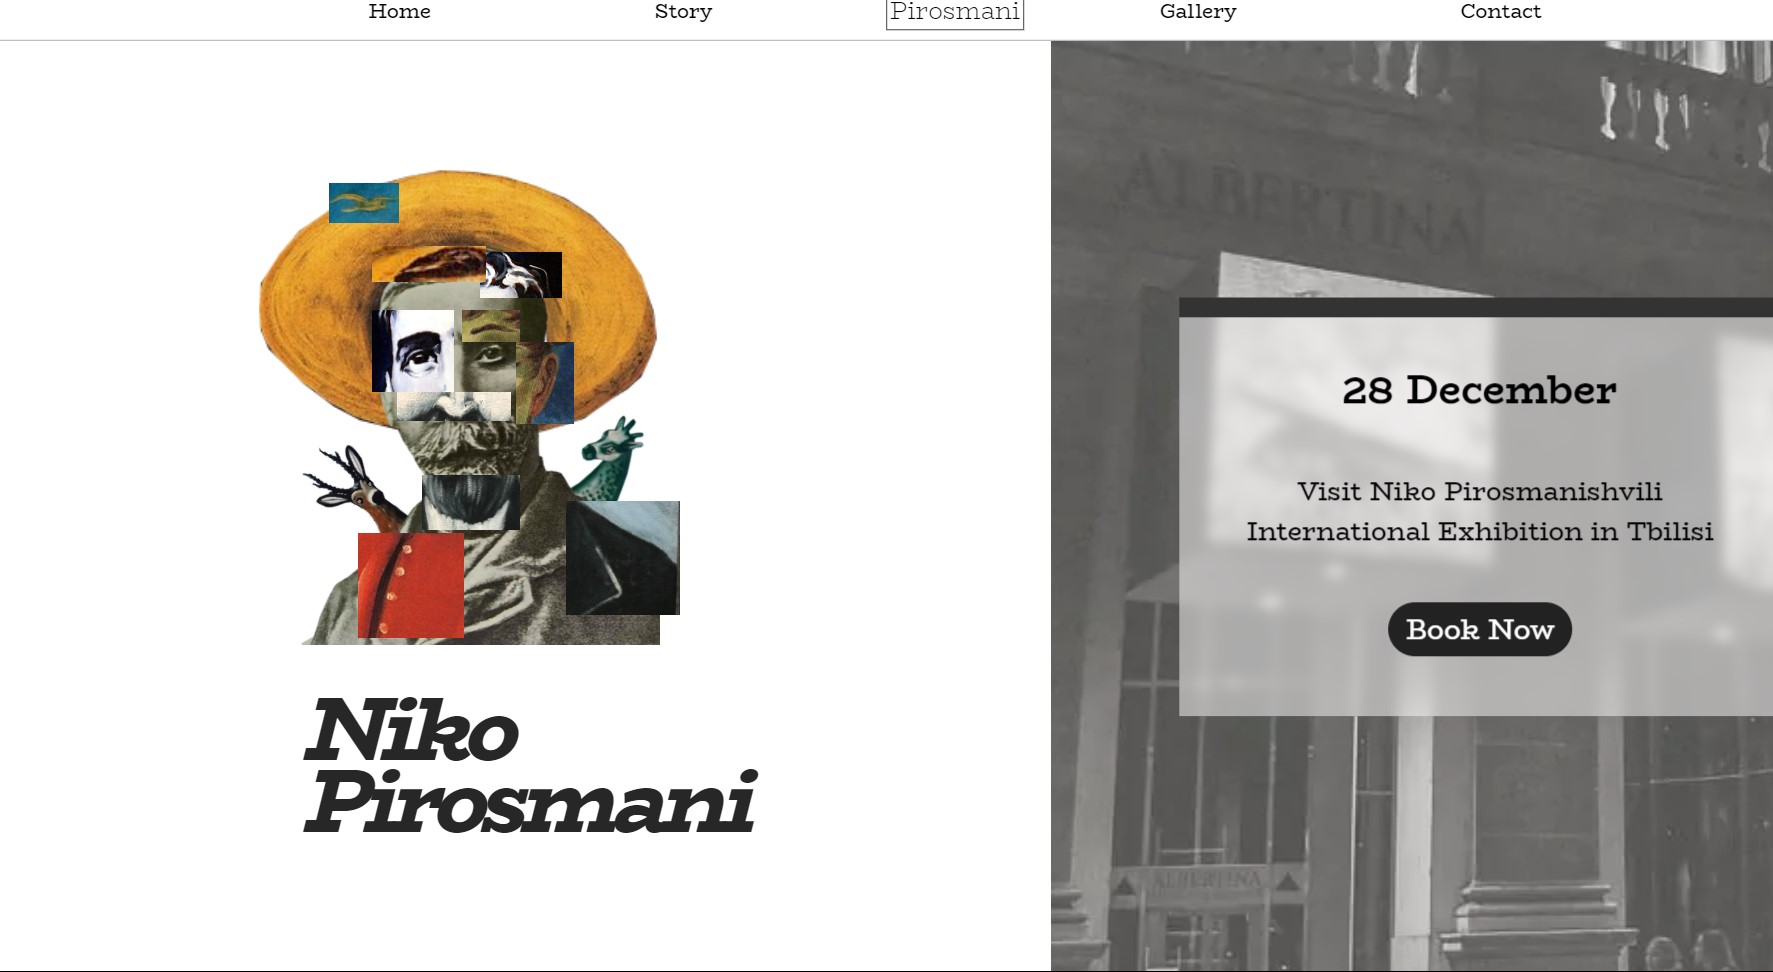 Home
Story
Pirosmani
Gallery
Contact
ALBERTINA
28 December
Visit Niko Pirosmanishvili
International Exhibition in Tbilisi
Book Now
Niko
Pirosmani
ALBERTINA